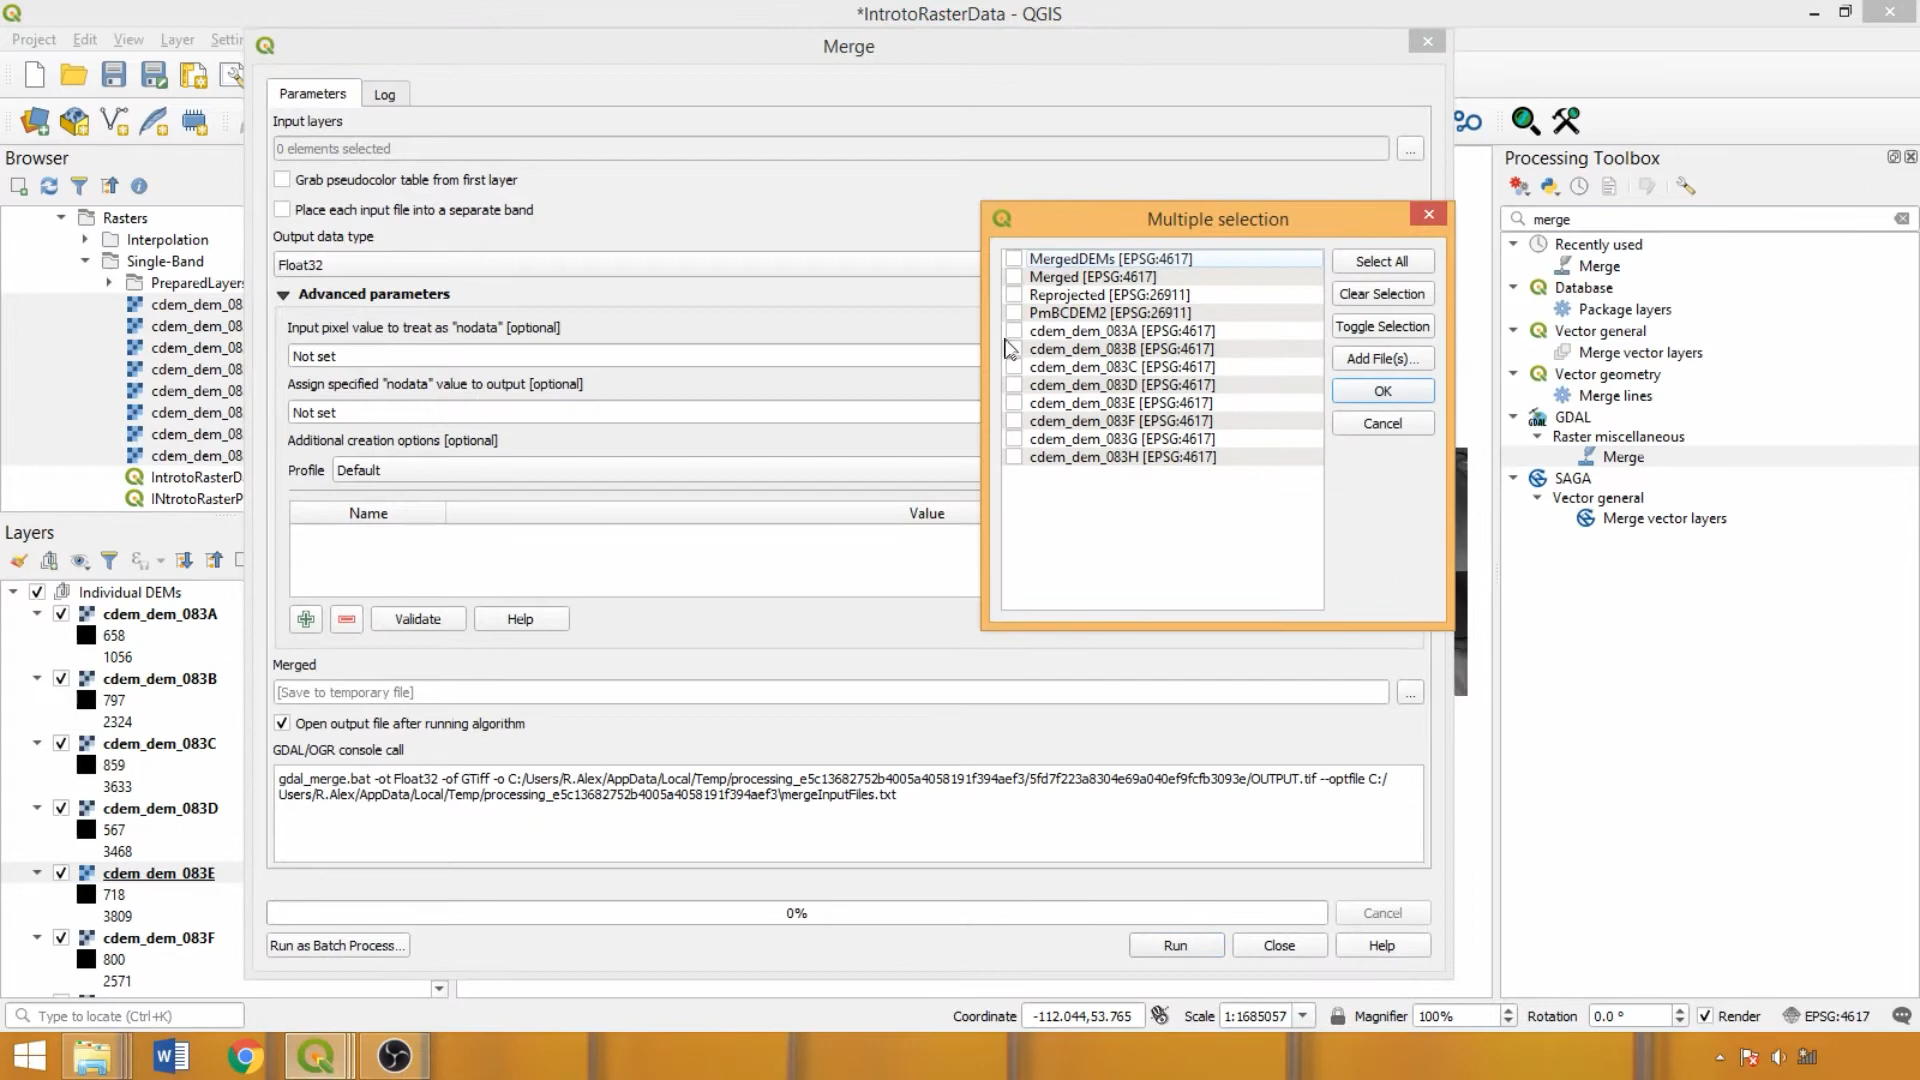 *IntrotoRasterData - QGIS
Project Edit View Layer Settin
Merge
Parameters Log
Input layers
0 elements selected
...
Grab pseudocolor table from first layer
Place each input file into a separate band
Output data type
Float32
Advanced parameters
Input pixel value to treat as "nodata" [optional]
Not set
Assign specified "nodata" value to output [optional]
Not set
Additional creation options [optional]
Profile Default
Name Value
Validate Help
Merged
[Save to temporary file]
...
Open output file after running algorithm
GDAL/OGR console call
gdal_merge.bat -ot Float32 -of GTiff -o C:/Users/R.Alex/AppData/Local/Temp/processing_e5c13682752b4005a4058191f394aef3/5fd7f223a8304e69a040ef9fcfb3093e/OUTPUT.tif --optfile C:/
Users/R.Alex/AppData/Local/Temp/processing_e5c13682752b4005a4058191f394aef3\mergeInputFiles.txt
0%
Cancel
Run as Batch Process...
Run Close Help
Multiple selection
MergedDEMs [EPSG:4617]
Merged [EPSG:4617]
Reprojected [EPSG:26911]
PmBCDEM2 [EPSG:26911]
cdem_dem_083A [EPSG:4617]
cdem_dem_083B [EPSG:4617]
cdem_dem_083C [EPSG:4617]
cdem_dem_083D [EPSG:4617]
cdem_dem_083E [EPSG:4617]
cdem_dem_083F [EPSG:4617]
cdem_dem_083G [EPSG:4617]
cdem_dem_083H [EPSG:4617]
Select All
Clear Selection
Toggle Selection
Add File(s)...
OK
Cancel
Browser
Rasters
Interpolation
Single-Band
PreparedLayers
cdem_dem_08
cdem_dem_08
cdem_dem_08
cdem_dem_08
cdem_dem_08
cdem_dem_08
cdem_dem_08
cdem_dem_08
IntrotoRasterD
INtrotoRasterP
Layers
Individual DEMs
cdem_dem_083A
658
1056
cdem_dem_083B
797
2324
cdem_dem_083C
859
3633
cdem_dem_083D
567
3468
cdem_dem_083E
718
3809
cdem_dem_083F
800
2571
Processing Toolbox
merge
Recently used
Merge
Database
Package layers
Vector general
Merge vector layers
Vector geometry
Merge lines
GDAL
Raster miscellaneous
Merge
SAGA
Vector general
Merge vector layers
Type to locate (Ctrl+K)
Coordinate -112.044,53.765 Scale 1:1685057 Magnifier 100% Rotation 0.0 ° Render EPSG:4617